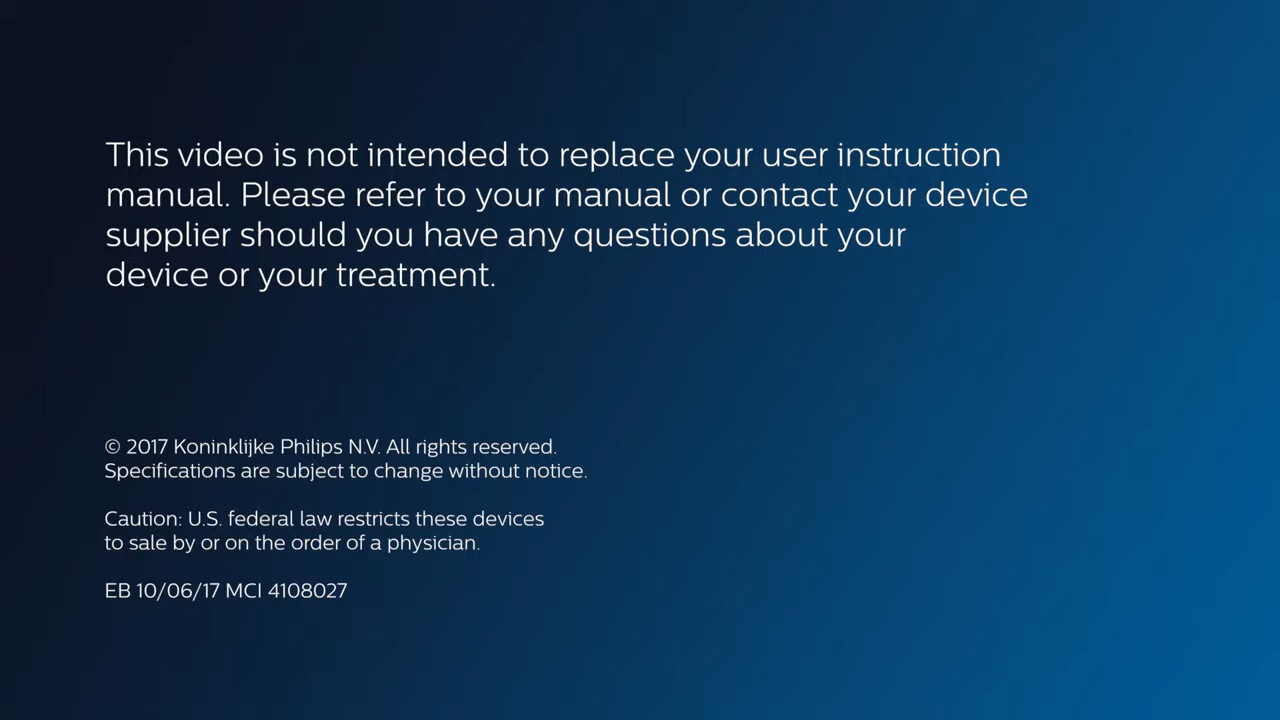 This video is not intended to replace your user instruction
manual. Please refer to your manual or contact your device
supplier should you have any questions about your
device or your treatment.
© 2017 Koninklijke Philips N.V. All rights reserved.
Specifications are subject to change without notice.
Caution: U.S. federal law restricts these devices
to sale by or on the order of a physician.
EB 10/06/17 MCI 4108027